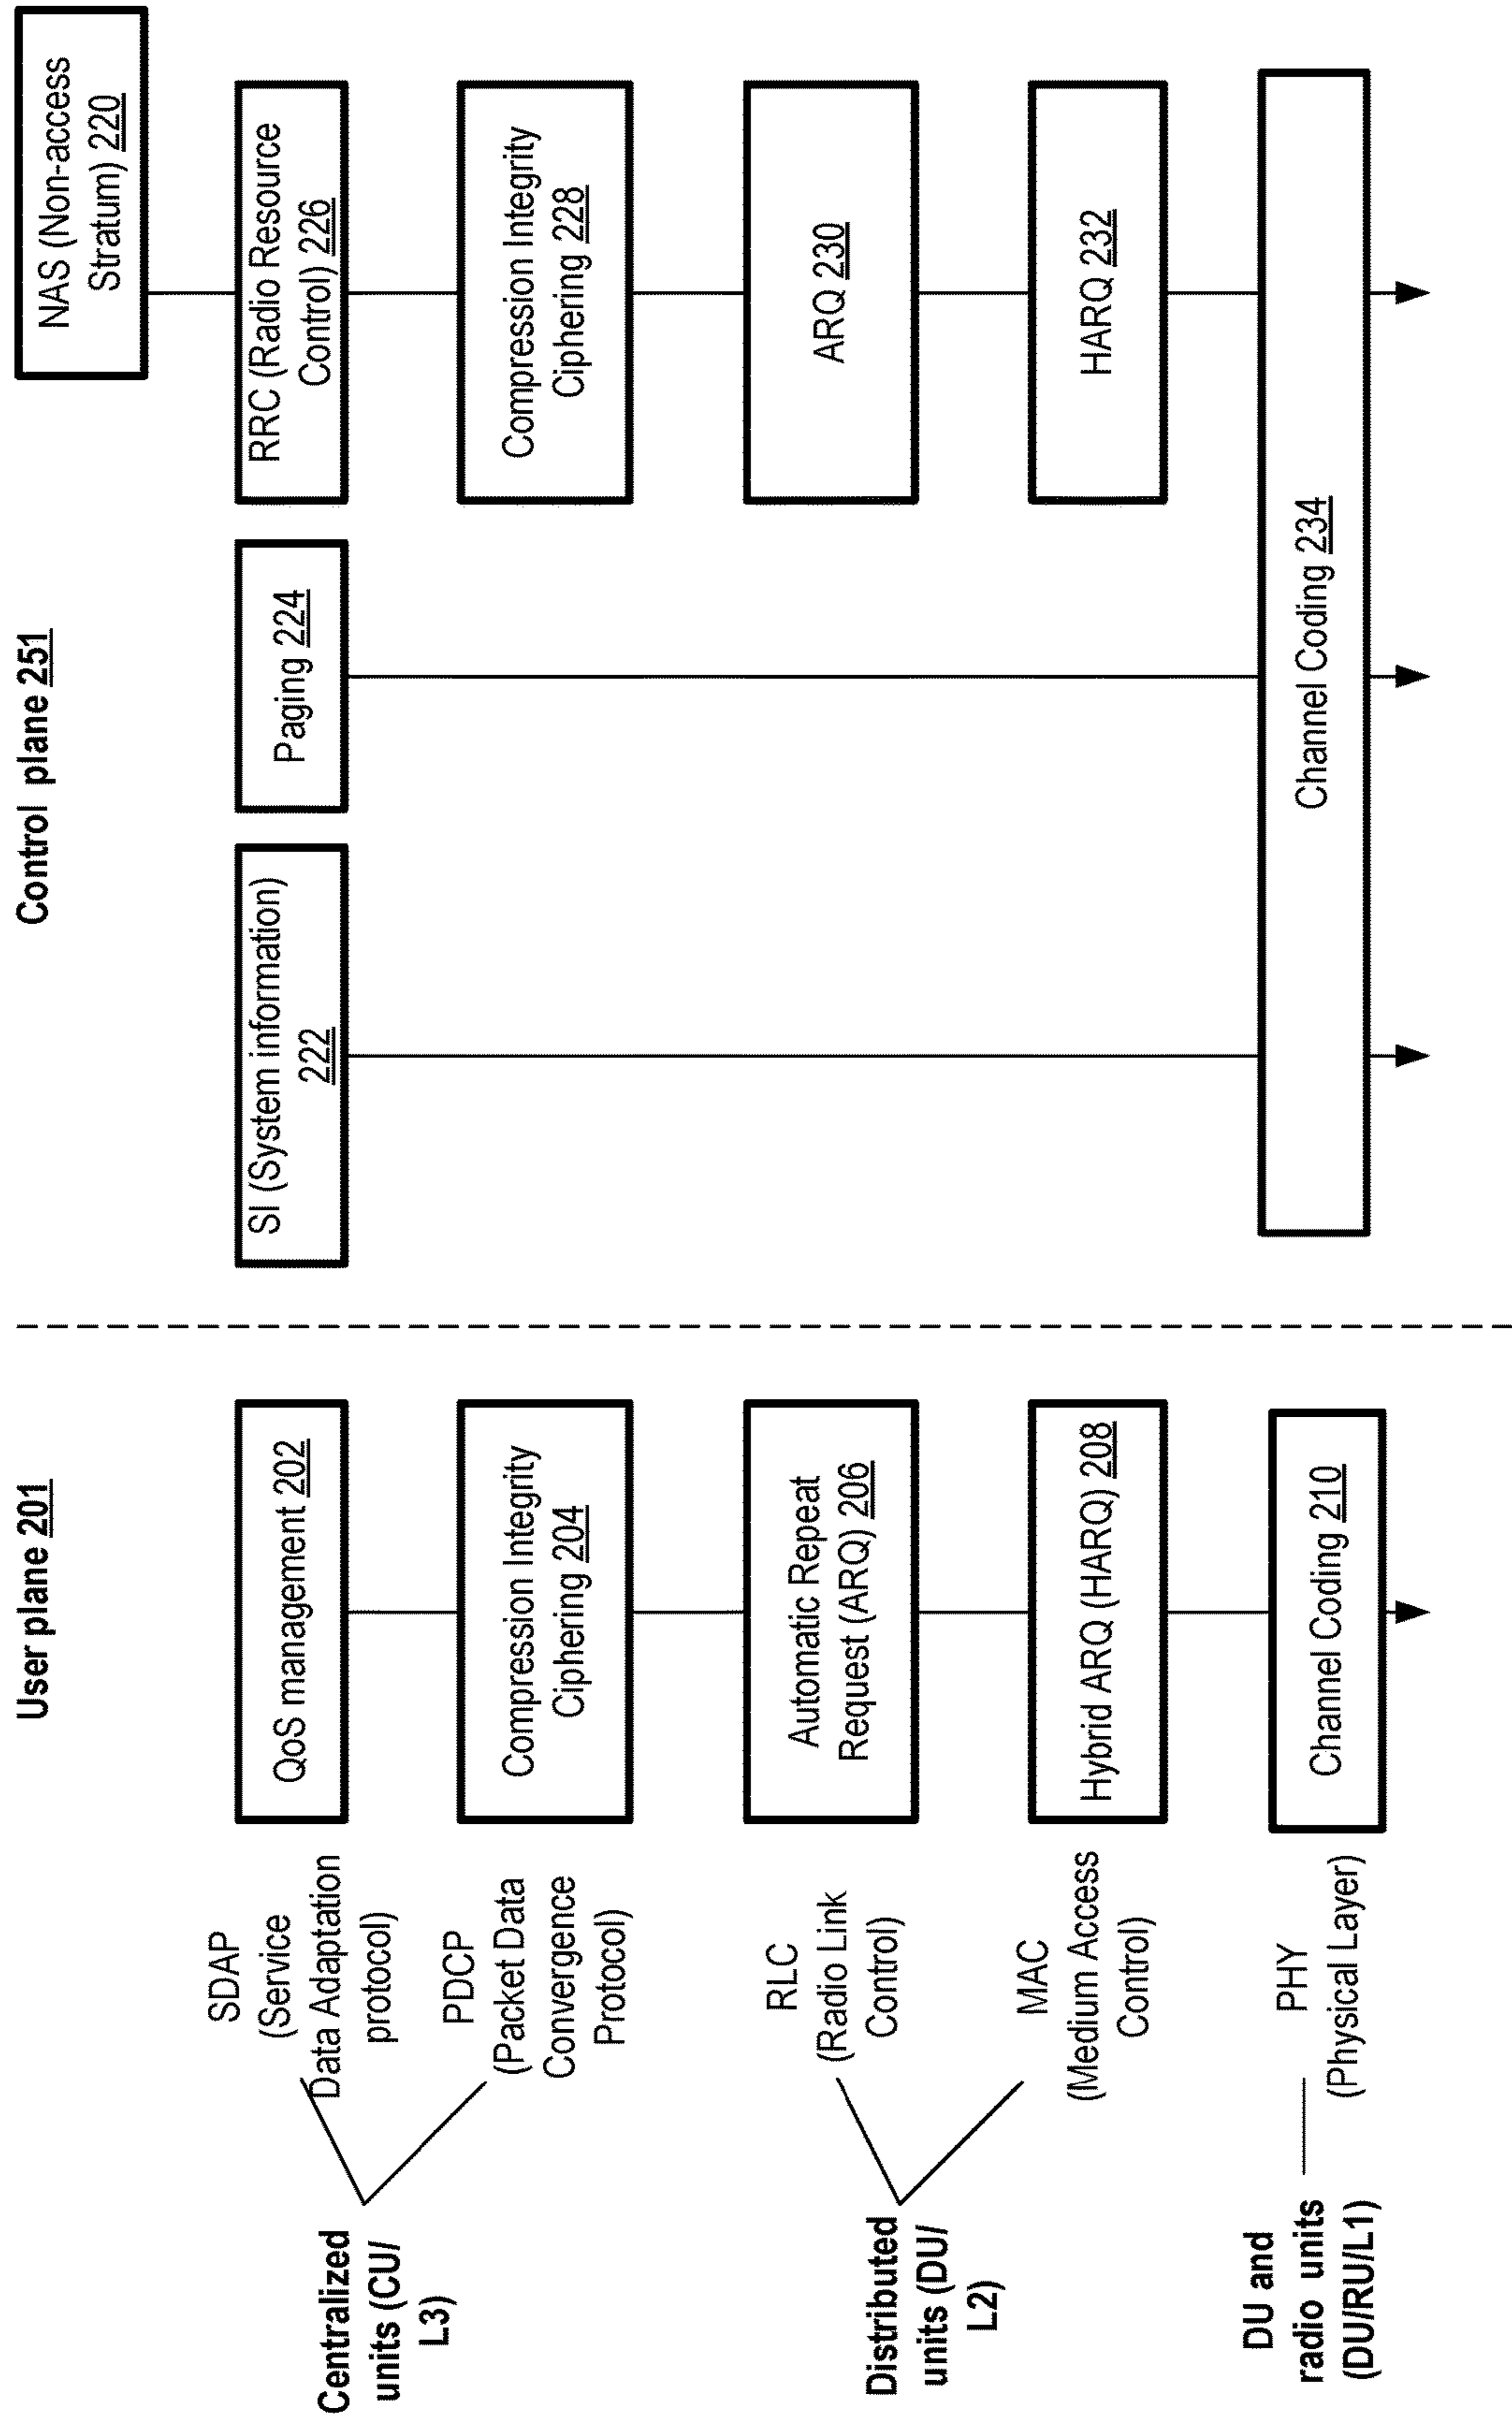 User plane 201
Control plane 251
Centralized
units (CU/
L3)
SDAP
(Service
Data Adaptation
protocol)
PDCP
(Packet Data
Convergence
Protocol)
Distributed
units (DU/
L2)
RLC
(Radio Link
Control)
MAC
(Medium Access
Control)
DU and
radio units
(DU/RU/L1)
PHY
(Physical Layer)
QoS management 202
Compression Integrity
Ciphering 204
Automatic Repeat
Request (ARQ) 206
Hybrid ARQ (HARQ) 208
Channel Coding 210
SI (System information)
222
Paging 224
NAS (Non-access
Stratum) 220
RRC (Radio Resource
Control) 226
Compression Integrity
Ciphering 228
ARQ 230
HARQ 232
Channel Coding 234